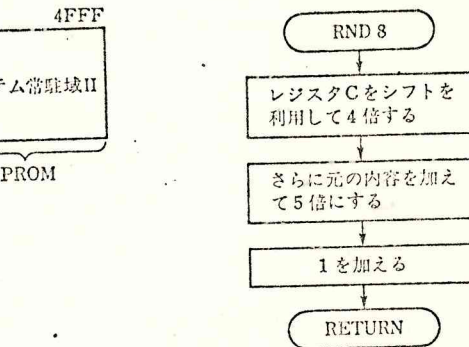 4FFF
テム常駐域II
PROM
RND 8
レジスタCをシフトを
利用して4倍する
さらに元の内容を加え
て5倍にする
1を加える
RETURN